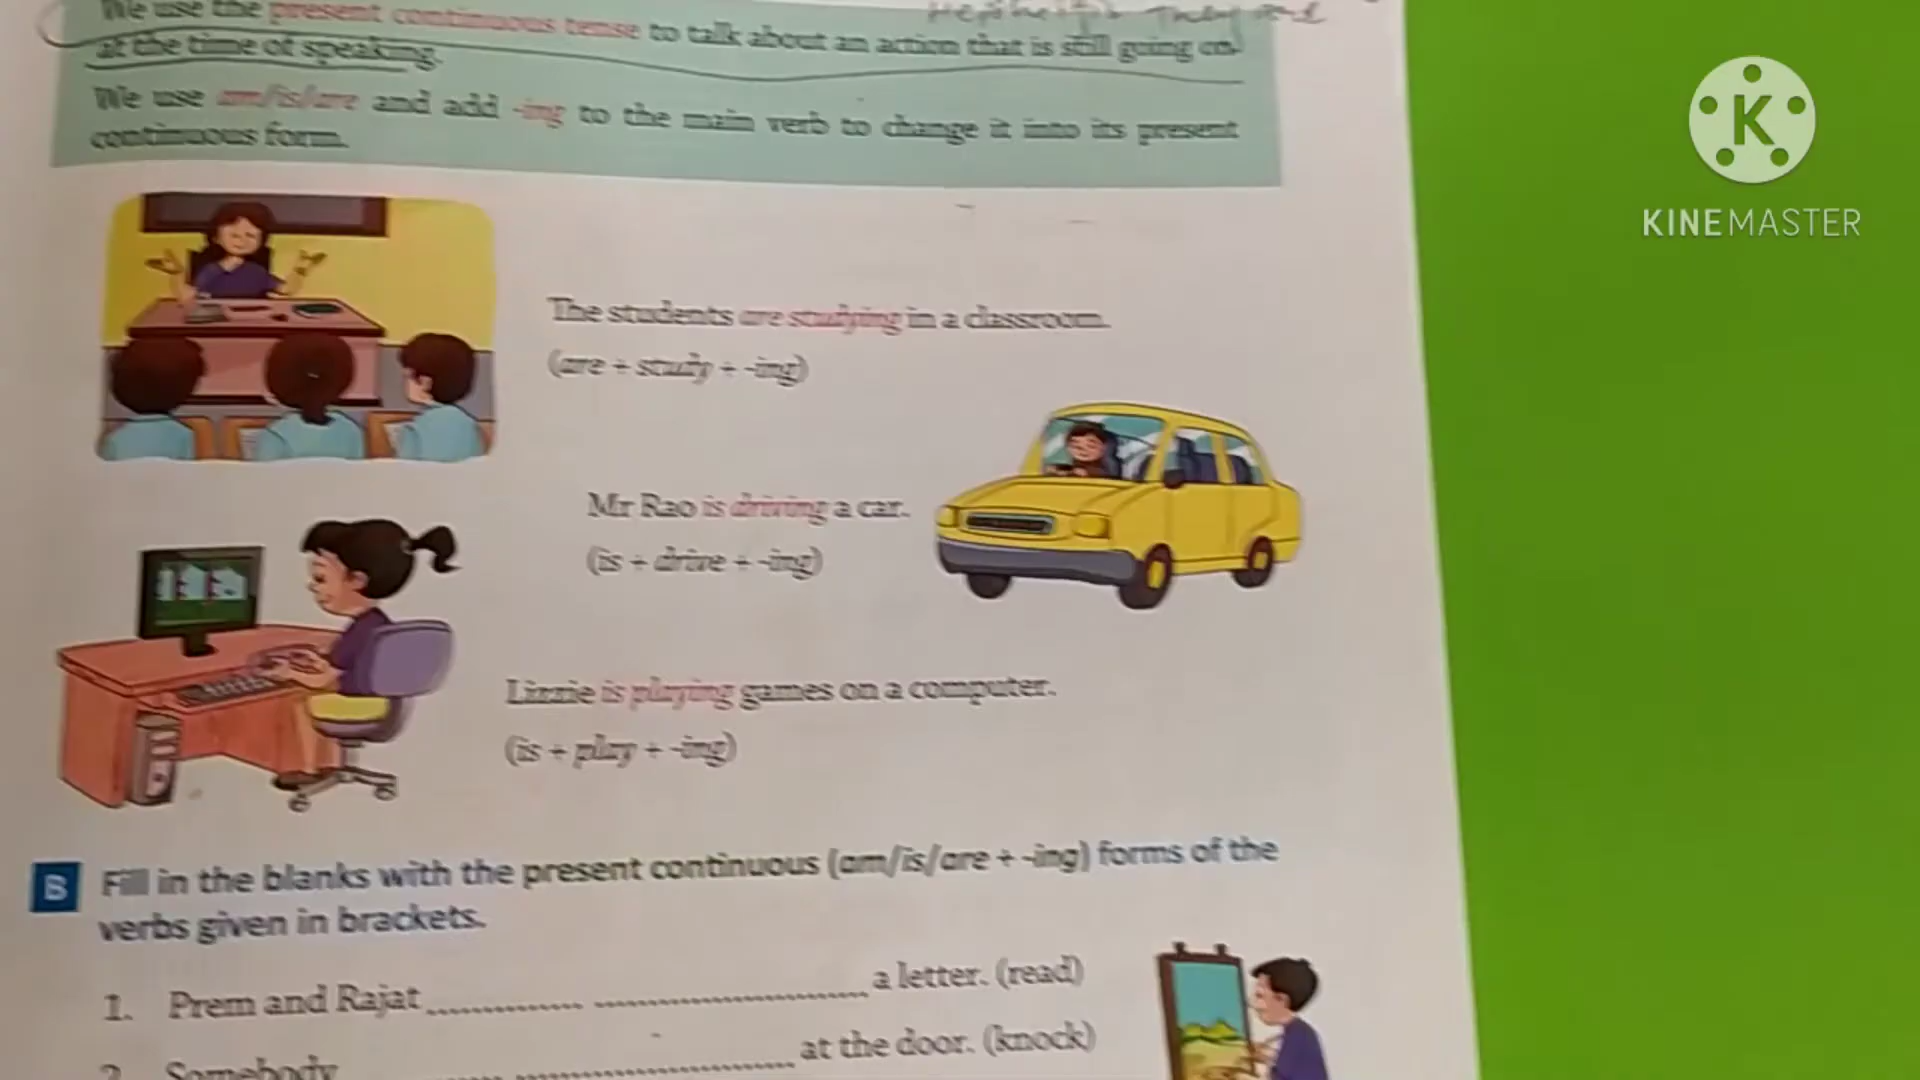 We use the present continuous tense to talk about an action that is still going on
at the time of speaking.
We use am/is/are and add -ing to the main verb to change it into its present
continuous form.
KINEMASTER
The students are studying in a classroom.
(are + study + -ing)
Mr Rao is driving a car.
(is + drive + -ing)
Lizzie is playing games on a computer.
(is + play + -ing)
B Fill in the blanks with the present continuous (am/is/are + -ing) forms of the
verbs given in brackets.
1. Prem and Rajat ............ ........................ a letter. (read)
2. Somebody ............ ........................ at the door. (knock)